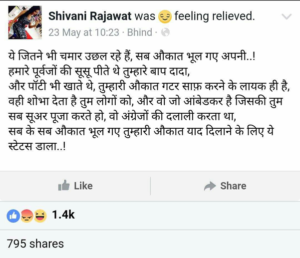 Shivani Rajawat was feeling relieved.
23 May at 10:23 · Bhind ·
ये जितने भी चमार उछल रहे हैं, सब औकात भूल गए अपनी..!
हमारे पूर्वजों की सूसू पीते थे तुम्हारे बाप दादा,
और पॉटी भी खाते थे, तुम्हारी औकात गटर साफ़ करने के लायक ही है,
वही शोभा देता है तुम लोगों को, और वो जो आंबेडकर है जिसकी तुम
सब सूअर पूजा करते हो, वो अंग्रेजों की दलाली करता था,
सब के सब औकात भूल गए तुम्हारी औकात याद दिलाने के लिए ये
स्टेटस डाला..!
Like Share
1.4k
795 shares